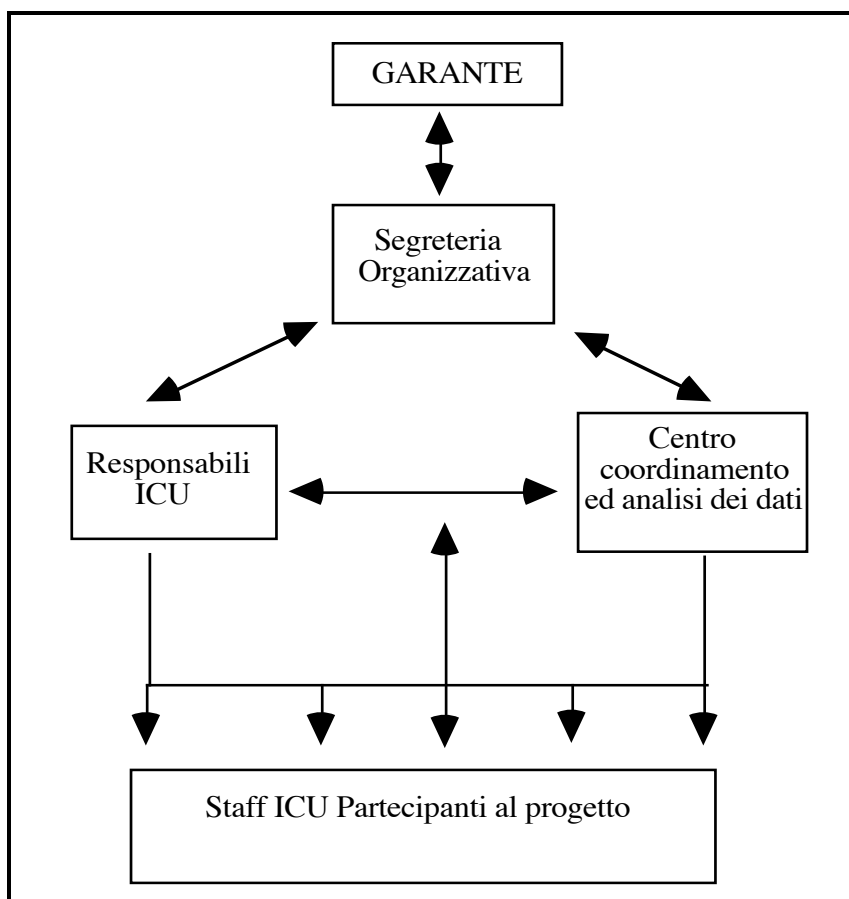 GARANTE
Segreteria
Organizzativa
Responsabili
ICU
Centro
coordinamento
ed analisi dei dati
Staff ICU Partecipanti al progetto